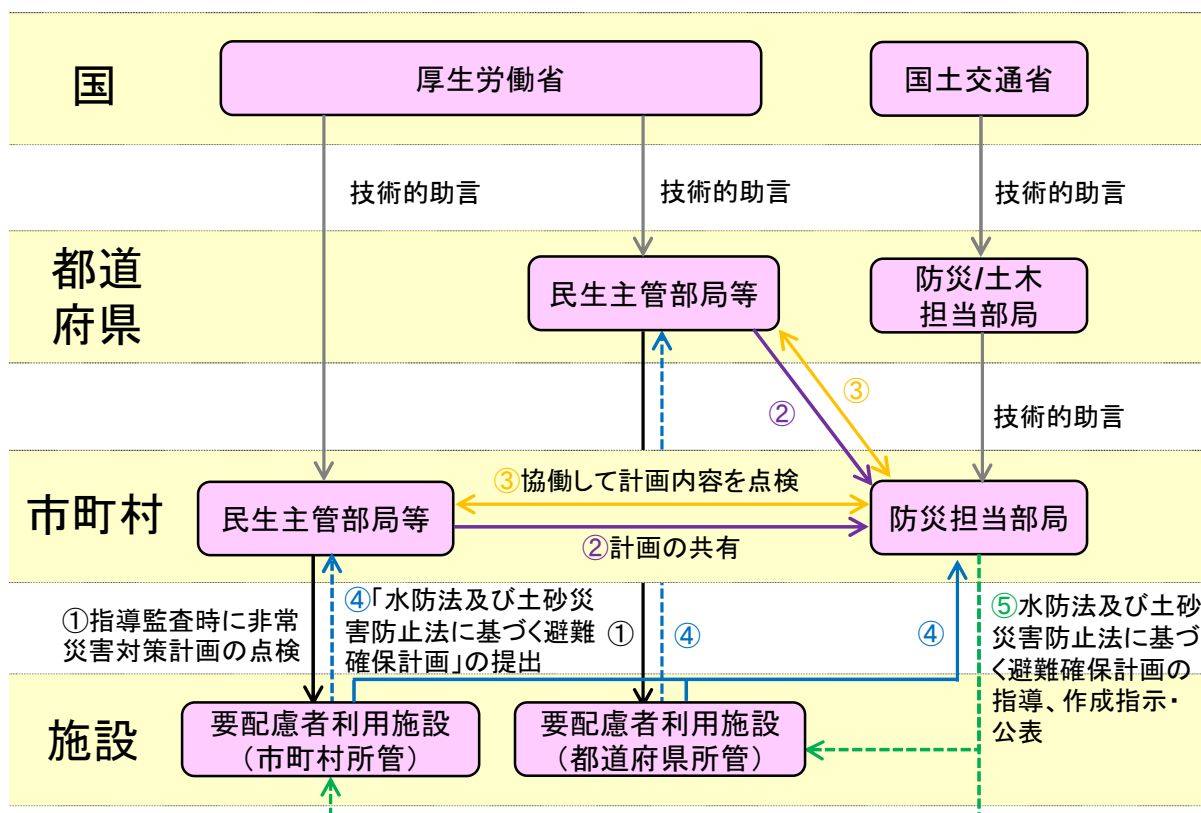 国
厚生労働省
国土交通省
技術的助言
技術的助言
技術的助言
都道
府県
民生主管部局等
防災/土木
担当部局
③
②
技術的助言
市町村
民生主管部局等
③協働して計画内容を点検
②計画の共有
防災担当部局
①指導監査時に非常
災害対策計画の点検
④「水防法及び土砂災
害防止法に基づく避難
確保計画」の提出
①
④
④
⑤水防法及び土砂
災害防止法に基づ
く避難確保計画の
指導、作成指示・
公表
施設
要配慮者利用施設
（市町村所管）
要配慮者利用施設
（都道府県所管）